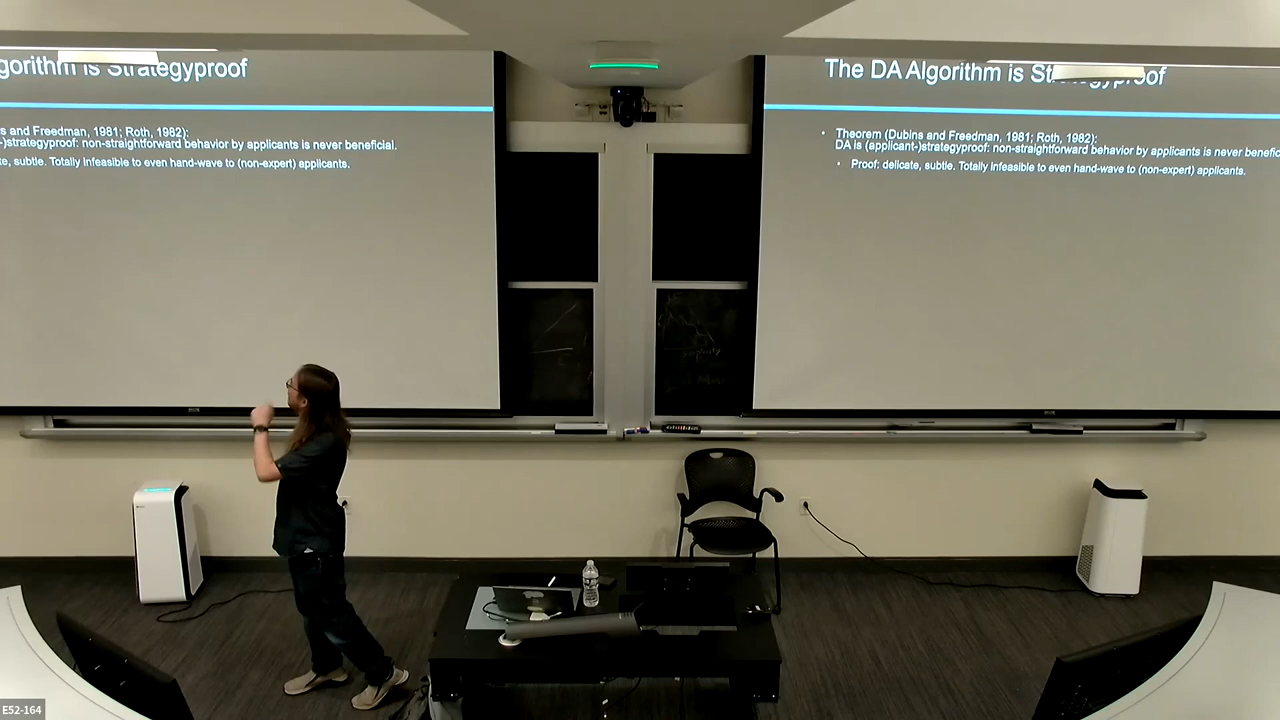 gorithm is Strategyproof
s and Freedman, 1981; Roth, 1982):
-)strategyproof: non-straightforward behavior by applicants is never beneficial.
te, subtle. Totally infeasible to even hand-wave to (non-expert) applicants.
The DA Algorithm is Strategyproof
• Theorem (Dubins and Freedman, 1981; Roth, 1982):
DA is (applicant-)strategyproof: non-straightforward behavior by applicants is never benefic
• Proof: delicate, subtle. Totally infeasible to even hand-wave to (non-expert) applicants.
E52-164